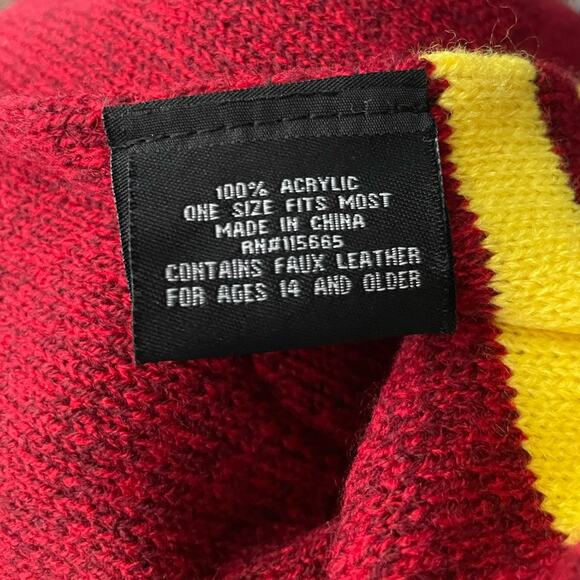 100% ACRYLIC
ONE SIZE FITS MOST
MADE IN CHINA
RN#115665
CONTAINS FAUX LEATHER
FOR AGES 14 AND OLDER